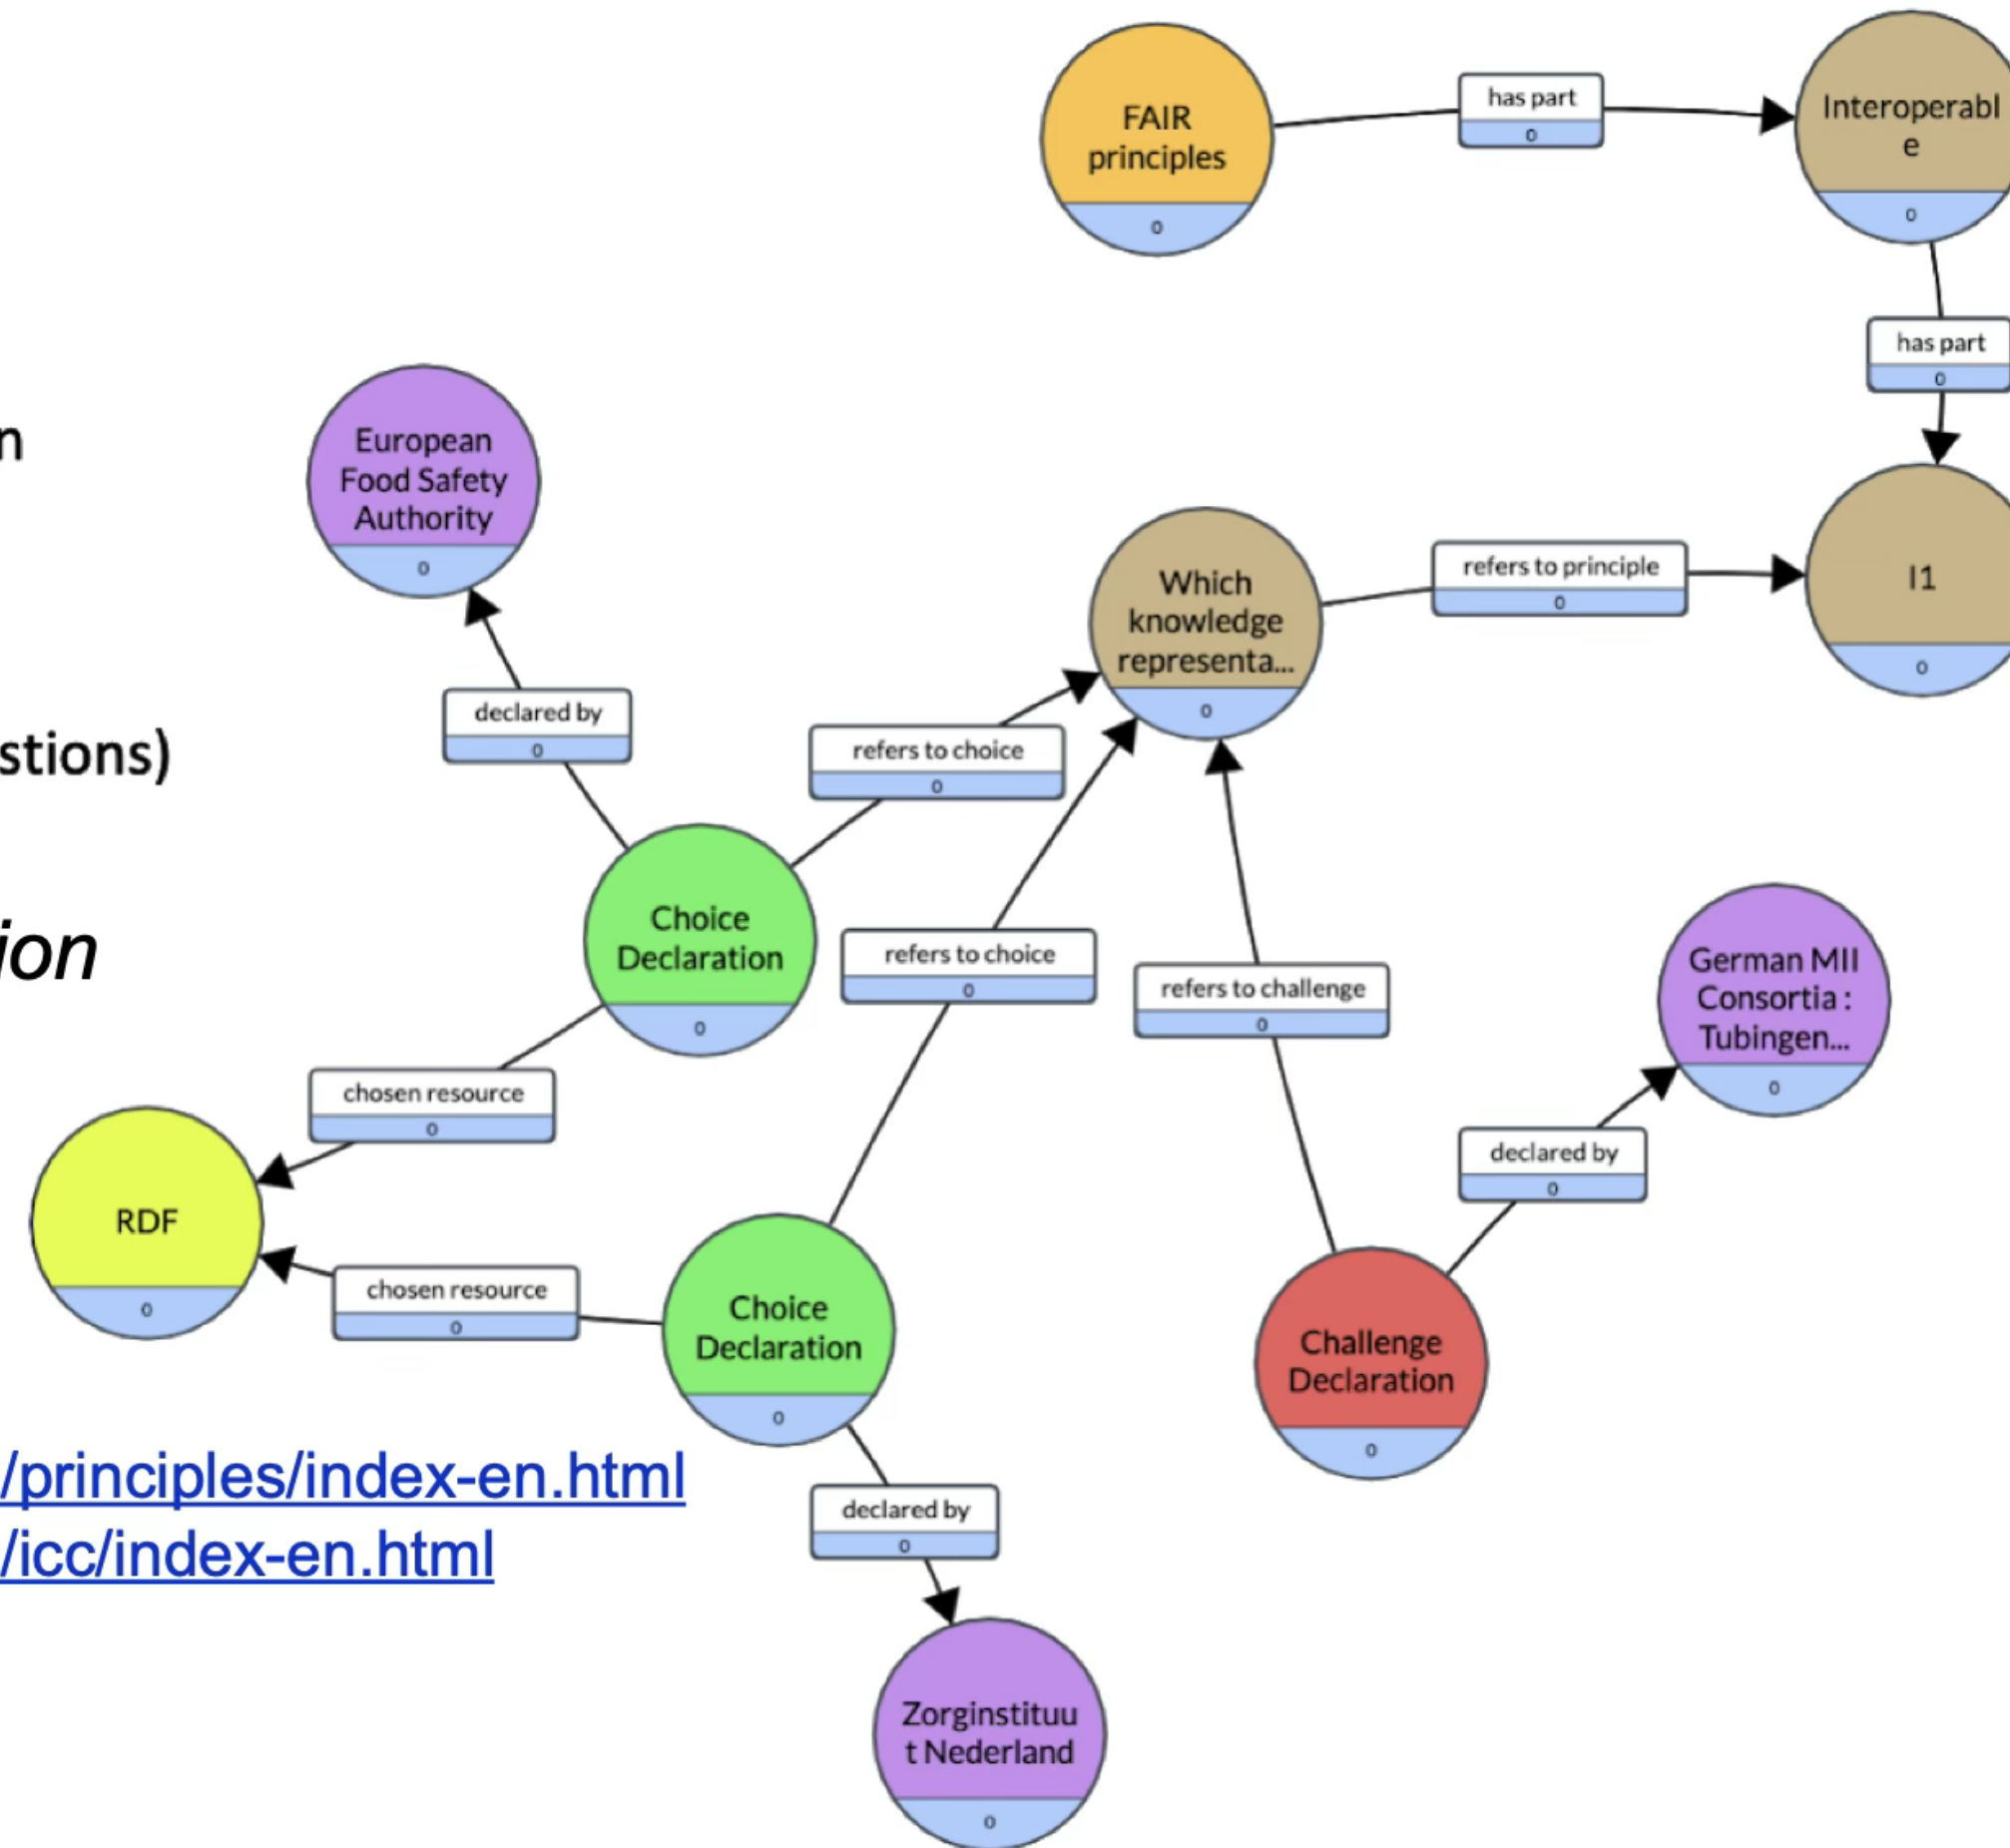 FAIR
principles
0
has part
0
Interoperabl
e
0
has part
0
n
European
Food Safety
Authority
0
Which
knowledge
representa...
0
refers to principle
0
I1
0
declared by
0
refers to choice
0
stions)
Choice
Declaration
0
refers to choice
0
refers to challenge
0
German MII
Consortia :
Tubingen...
0
ion
chosen resource
0
declared by
0
RDF
0
chosen resource
0
Choice
Declaration
0
Challenge
Declaration
0
/principles/index-en.html
/icc/index-en.html
declared by
0
Zorginstituu
t Nederland
0